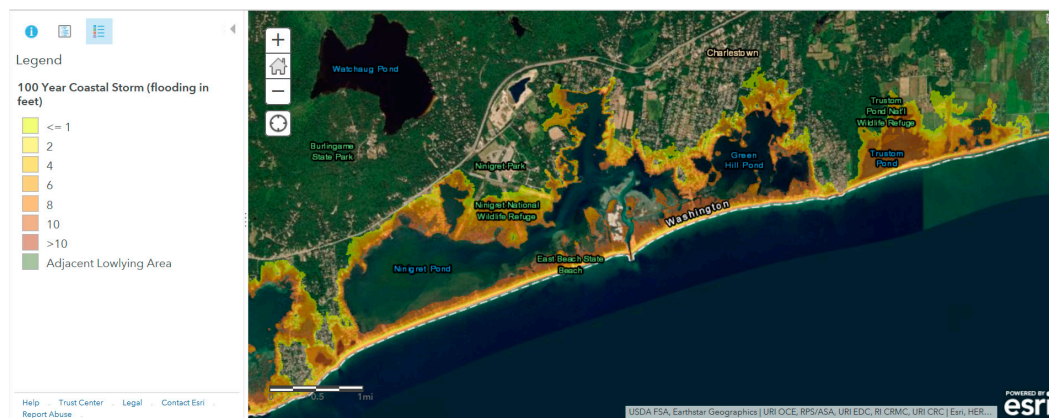 Legend
100 Year Coastal Storm (flooding in
feet)
<= 1
2
4
6
8
10
>10
Adjacent Lowlying Area
Help
Trust Center
Legal
Contact Esri
Report Abuse
+
−
Charlestown
Watchaug Pond
Trustom
Pond Nat'l
Wildlife Refuge
Burlingame
State Park
Ninigret Park
Green
Hill Pond
Trustom
Pond
Ninigret National
Wildlife Refuge
Washington
East Beach State
Beach
Ninigret Pond
0.5
1mi
USDA FSA, Earthstar Geographics | URI OCE, RPS/ASA, URI EDC, RI CRMC, URI CRC | Esri, HER...
POWERED BY
esri